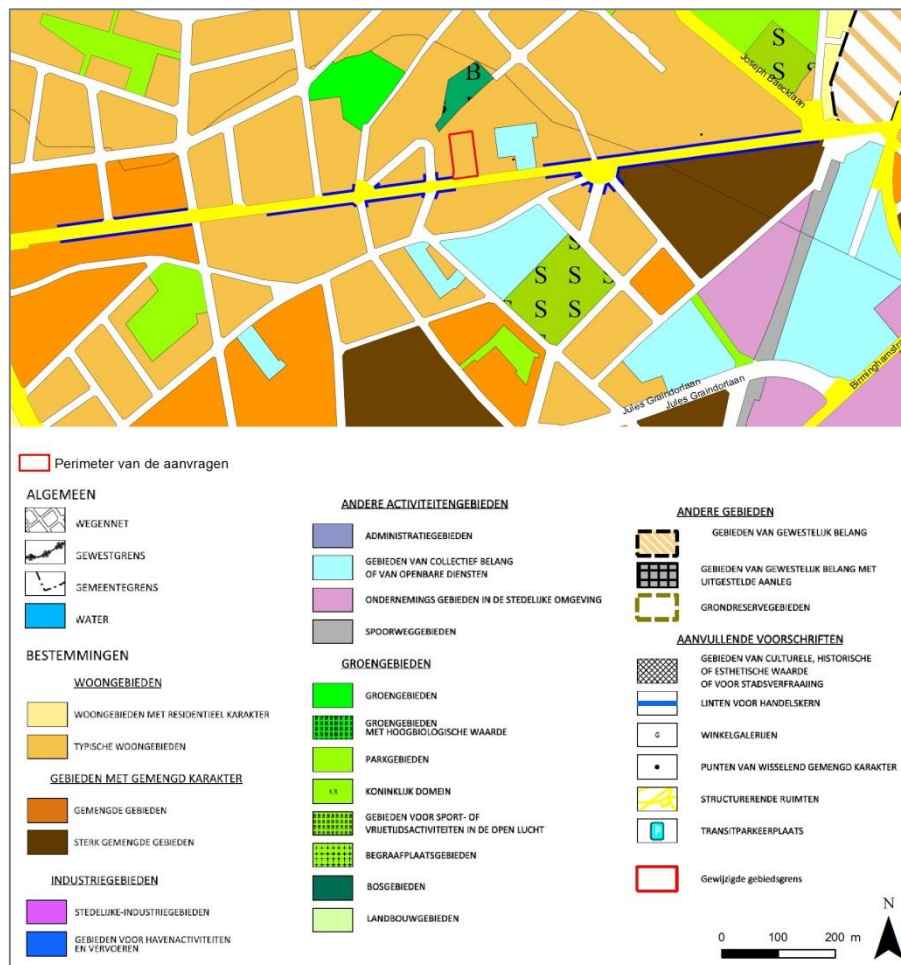 B
S
S
S
S
Joseph Baecklaan
S
S S S
S S
S S
Jules Graindorlaan
Jules Graindorlaan
Birminghamstra
Perimeter van de aanvragen
ALGEMEEN
WEGENNET
GEWESTGRENS
GEMEENTEGRENS
WATER
BESTEMMINGEN
WOONGEBIEDEN
WOONGEBIEDEN MET RESIDENTIEEL KARAKTER
TYPISCHE WOONGEBIEDEN
GEBIEDEN MET GEMENGD KARAKTER
GEMENGDE GEBIEDEN
STERK GEMENGDE GEBIEDEN
INDUSTRIEGEBIEDEN
STEDELIJKE-INDUSTRIEGEBIEDEN
GEBIEDEN VOOR HAVENACTIVITEITEN
EN VERVOEREN
ANDERE ACTIVITEITENGEBIEDEN
ADMINISTRATIEGEBIEDEN
GEBIEDEN VAN COLLECTIEF BELANG
OF VAN OPENBARE DIENSTEN
ONDERNEMINGS GEBIEDEN IN DE STEDELIJKE OMGEVING
SPOORWEGGEBIEDEN
GROENGEBIEDEN
GROENGEBIEDEN
GROENGEBIEDEN
MET HOOGBIOLOGISCHE WAARDE
PARKGEBIEDEN
K.R.
KONINKLIJK DOMEIN
GEBIEDEN VOOR SPORT- OF
VRIJETIJDSACTIVITEITEN IN DE OPEN LUCHT
BEGRAAFPLAATSGEBIEDEN
BOSGEBIEDEN
LANDBOUWGEBIEDEN
ANDERE GEBIEDEN
GEBIEDEN VAN GEWESTELIJK BELANG
GEBIEDEN VAN GEWESTELIJK BELANG MET
UITGESTELDE AANLEG
GRONDRESERVEGEBIEDEN
AANVULLENDE VOORSCHRIFTEN
GEBIEDEN VAN CULTURELE, HISTORISCHE
OF ESTHETISCHE WAARDE
OF VOOR STADSVERFRAAIING
LINTEN VOOR HANDELSKERN
G
WINKELGALERIJEN
PUNTEN VAN WISSELEND GEMENGD KARAKTER
STRUCTURERENDE RUIMTEN
P
TRANSITPARKEERPLAATS
Gewijzigde gebiedsgrens
N
0 100 200 m